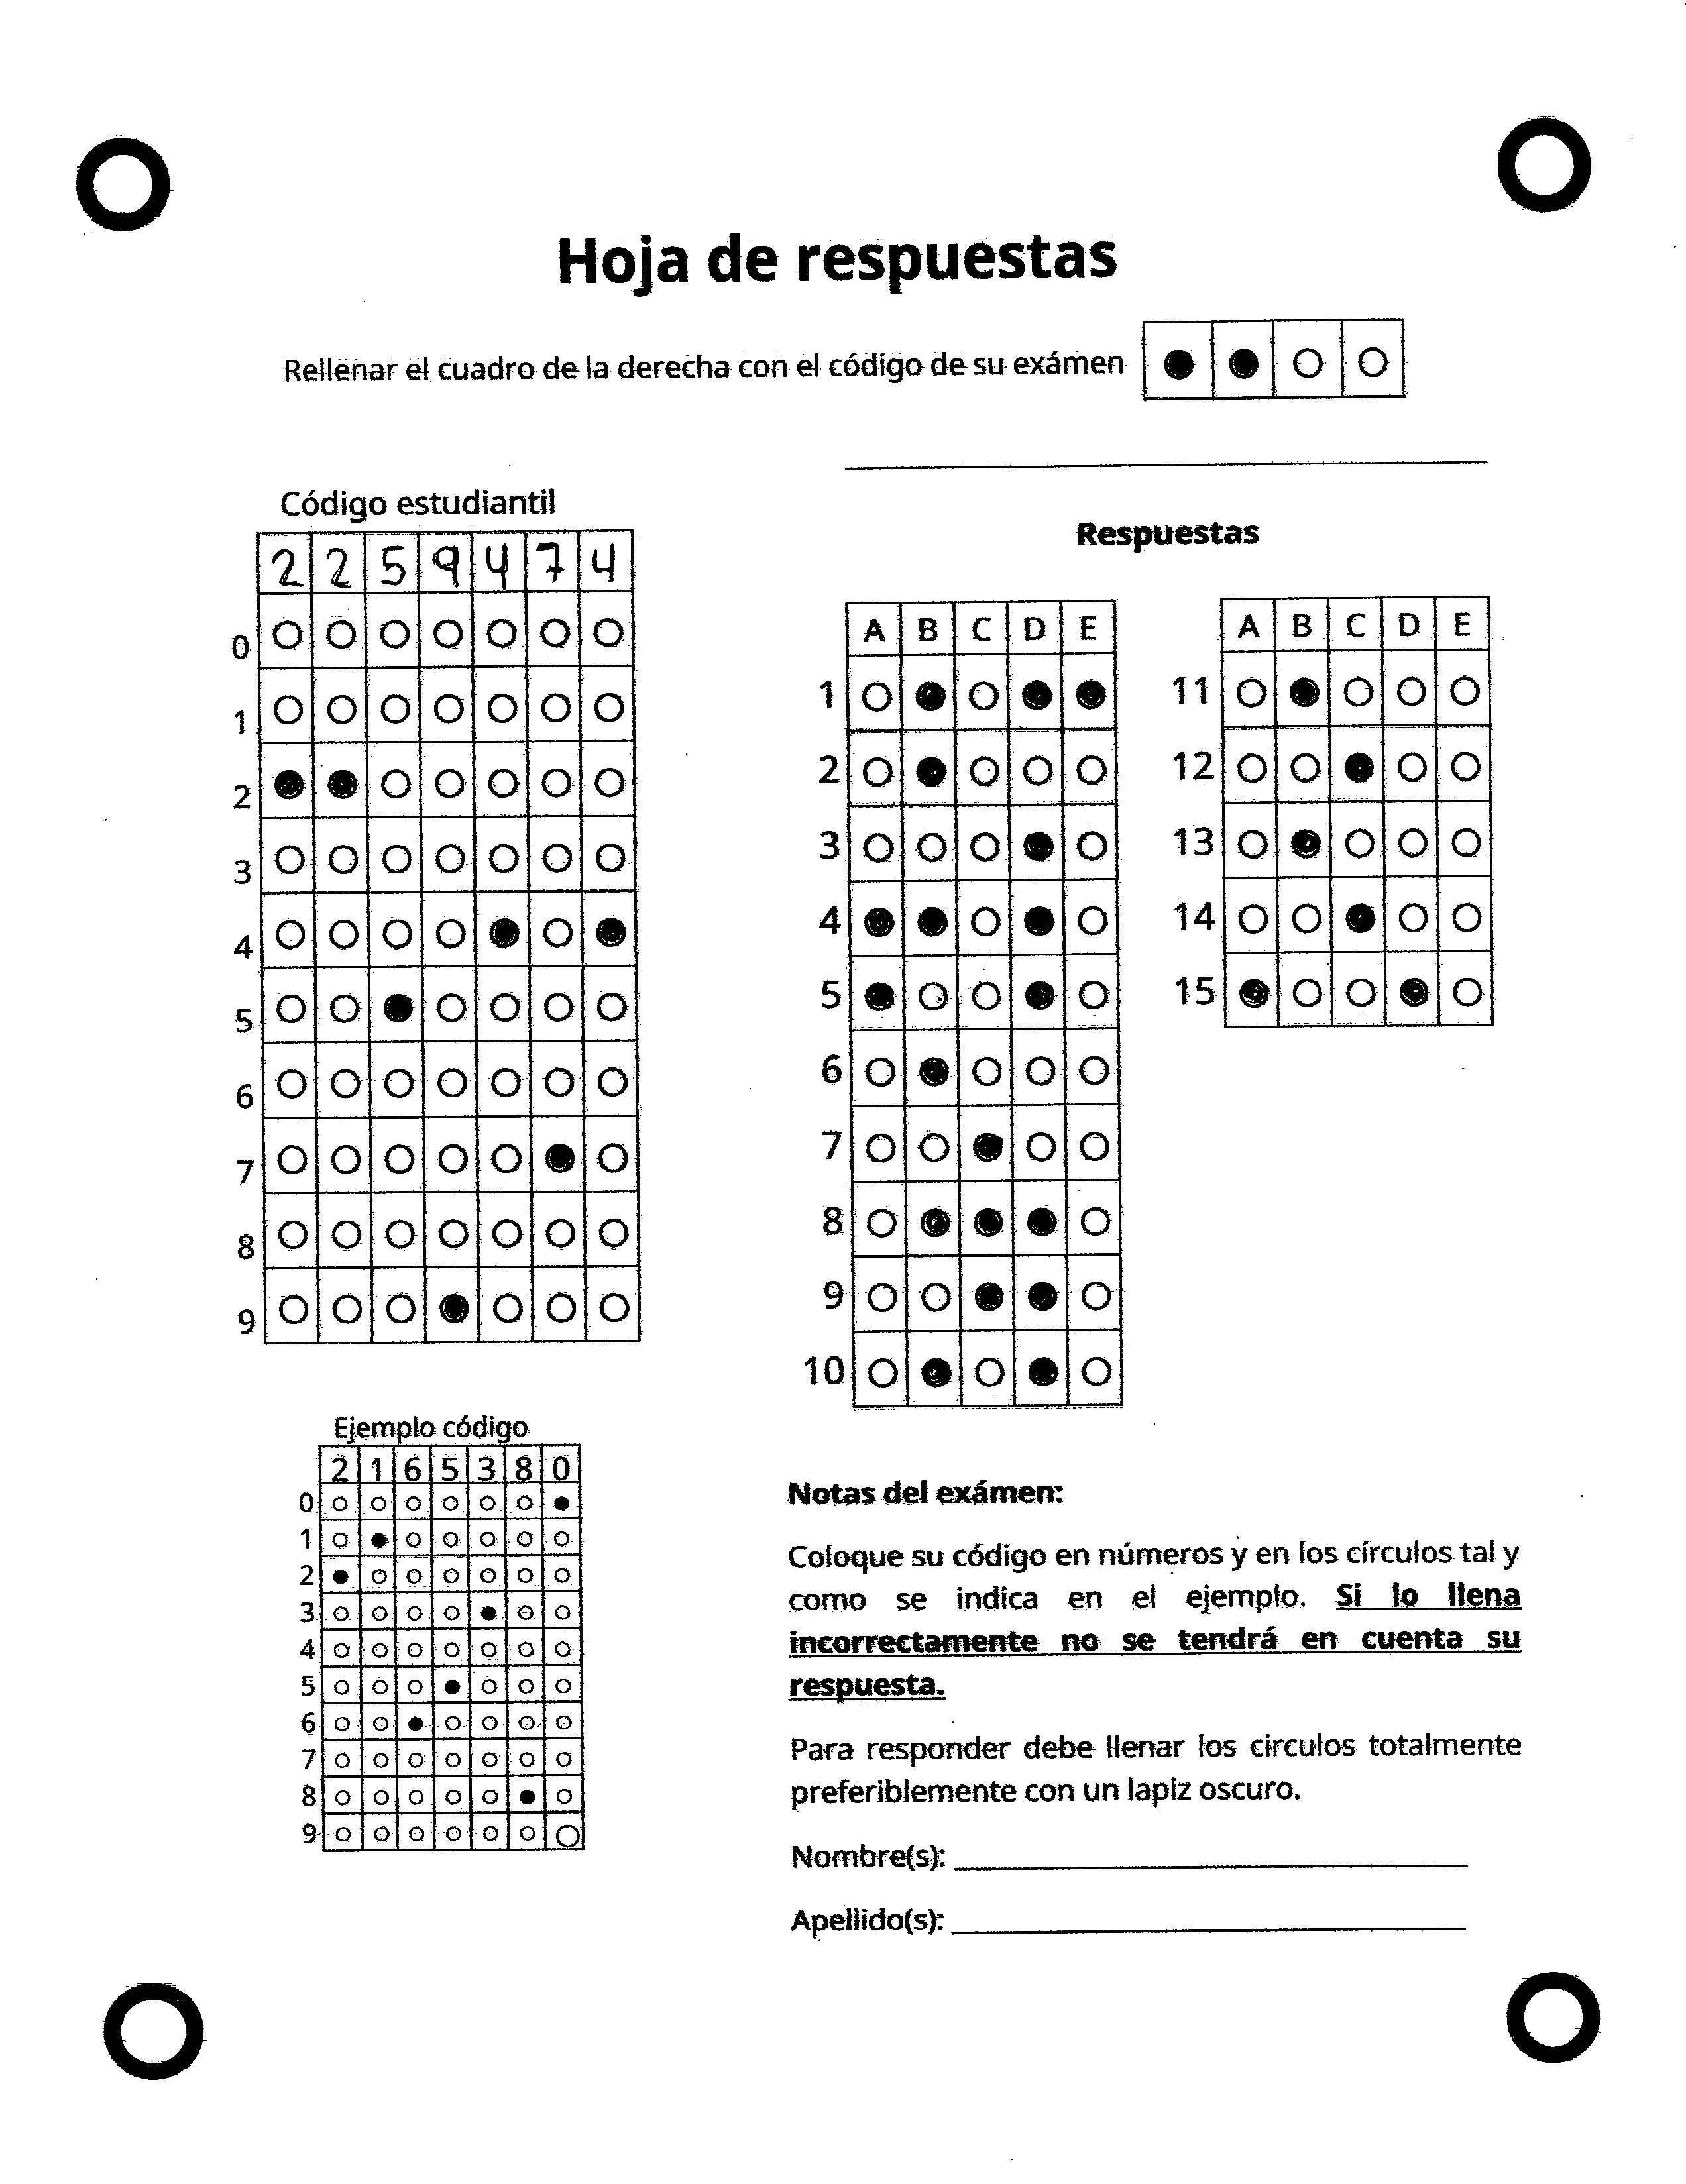 Hoja de respuestas
Rellenar el cuadro de la derecha con el código de su exámen
Código estudiantil
2 2 5 9 4 7 4
0
1
2
3
4
5
6
7
8
9
Ejemplo código
2 1 6 5 3 8 0
0
1
2
3
4
5
6
7
8
9
Respuestas
A B C D E
1
2
3
4
5
6
7
8
9
10
A B C D E
11
12
13
14
15
Notas del exámen:
Coloque su código en números y en los círculos tal y
como se indica en el ejemplo. Si lo llena
incorrectamente no se tendrá en cuenta su
respuesta.
Para responder debe llenar los circulos totalmente
preferiblemente con un lapiz oscuro.
Nombre(s):
Apellido(s):